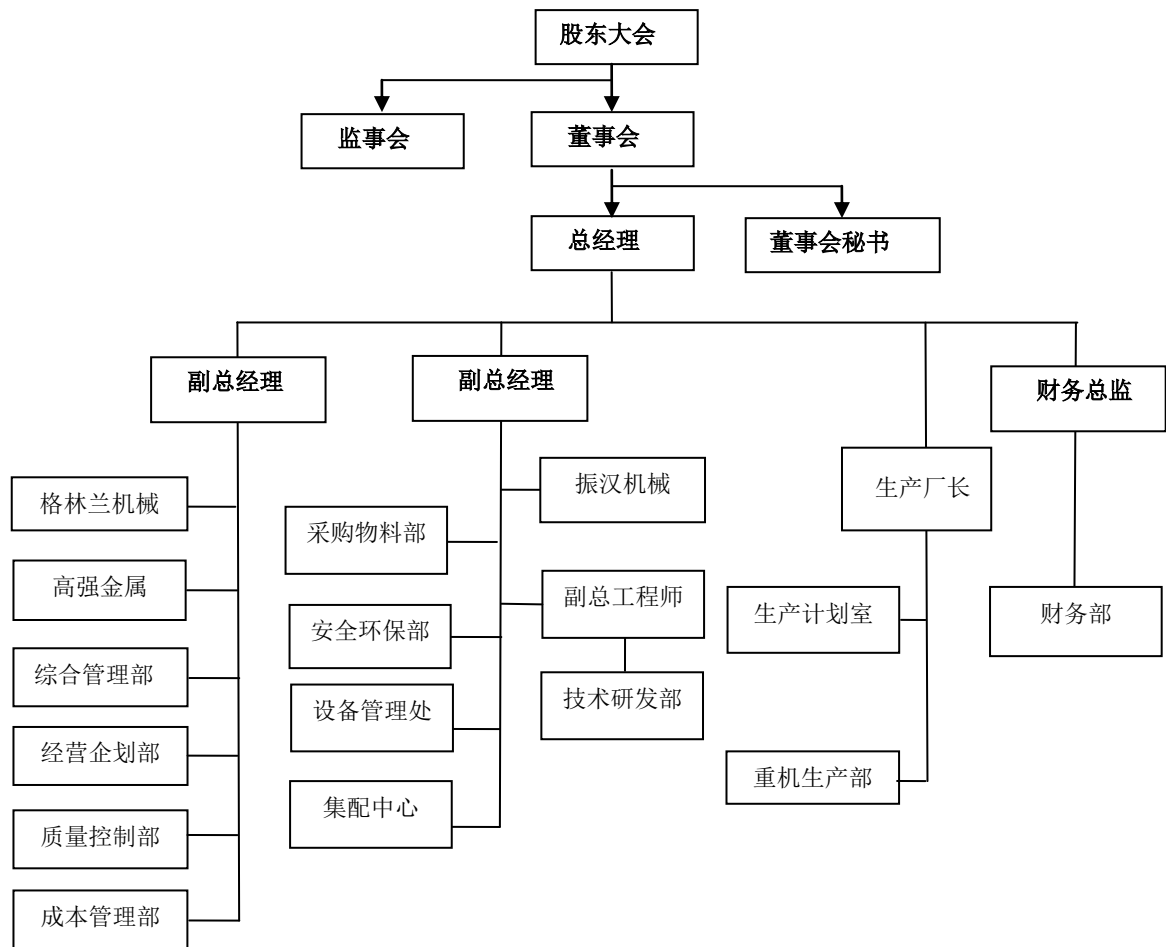 股东大会
监事会
董事会
总经理
董事会秘书
副总经理
副总经理
财务总监
格林兰机械
高强金属
综合管理部
经营企划部
质量控制部
成本管理部
采购物料部
安全环保部
设备管理处
集配中心
振汉机械
副总工程师
技术研发部
生产厂长
生产计划室
重机生产部
财务部